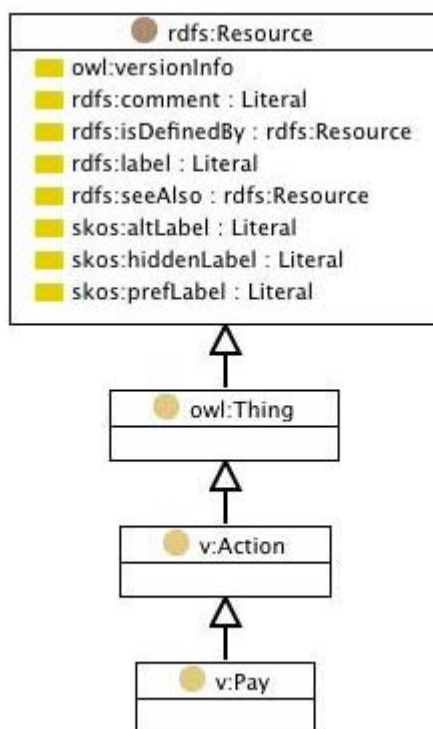 rdfs:Resource
owl:versionInfo
rdfs:comment : Literal
rdfs:isDefinedBy : rdfs:Resource
rdfs:label : Literal
rdfs:seeAlso : rdfs:Resource
skos:altLabel : Literal
skos:hiddenLabel : Literal
skos:prefLabel : Literal
owl:Thing
v:Action
v:Pay